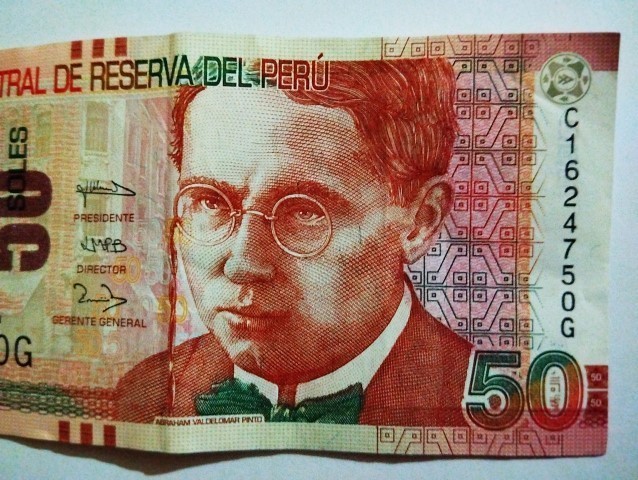 TRAL DE RESERVA DEL PERÚ
50 SOLES
C1624750G
PRESIDENTE
DIRECTOR
GERENTE GENERAL
0G
ABRAHAM VALDELOMAR PINTO
50
50
50